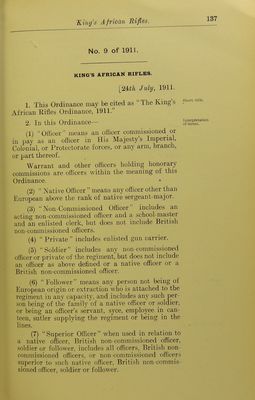 King's African Rifles. 137
No. 9 of 1911.
KING'S AFRICAN RIFLES.
[24th July, 1911.
1. This Ordinance may be cited as "The King's
African Rifles Ordinance, 1911."
Short title.
2. In this Ordinance—
Interpretation
of terms.
(1) "Officer" means an officer commissioned or
in pay as an officer in His Majesty's Imperial,
Colonial, or Protectorate forces, or any arm, branch,
or part thereof.
Warrant and other officers holding honorary
commissions are officers within the meaning of this
Ordinance.
(2) "Native Officer" means any officer other than
European above the rank of native sergeant-major.
(3) "Non-Commissioned Officer" includes an
acting non-commissioned officer and a school-master
and an enlisted clerk, but does not include British
non-commissioned officers.
(4) "Private" includes enlisted gun carrier.
(5) "Soldier" includes any non-commissioned
officer or private of the regiment, but does not include
an officer as above defined or a native officer or a
British non-commissioned officer.
(6) "Follower" means any person not being of
European origin or extraction who is attached to the
regiment in any capacity, and includes any such per-
son being of the family of a native officer or soldier,
or being an officer's servant, syce, employee in can-
teen, sutler supplying the regiment or being in the
lines.
(7) "Superior Officer" when used in relation to
a native officer, British non-commissioned officer,
soldier or follower, includes all officers, British non-
commissioned officers, or non-commissioned officers
superior to such native officer, British non-commis-
sioned officer, soldier or follower.